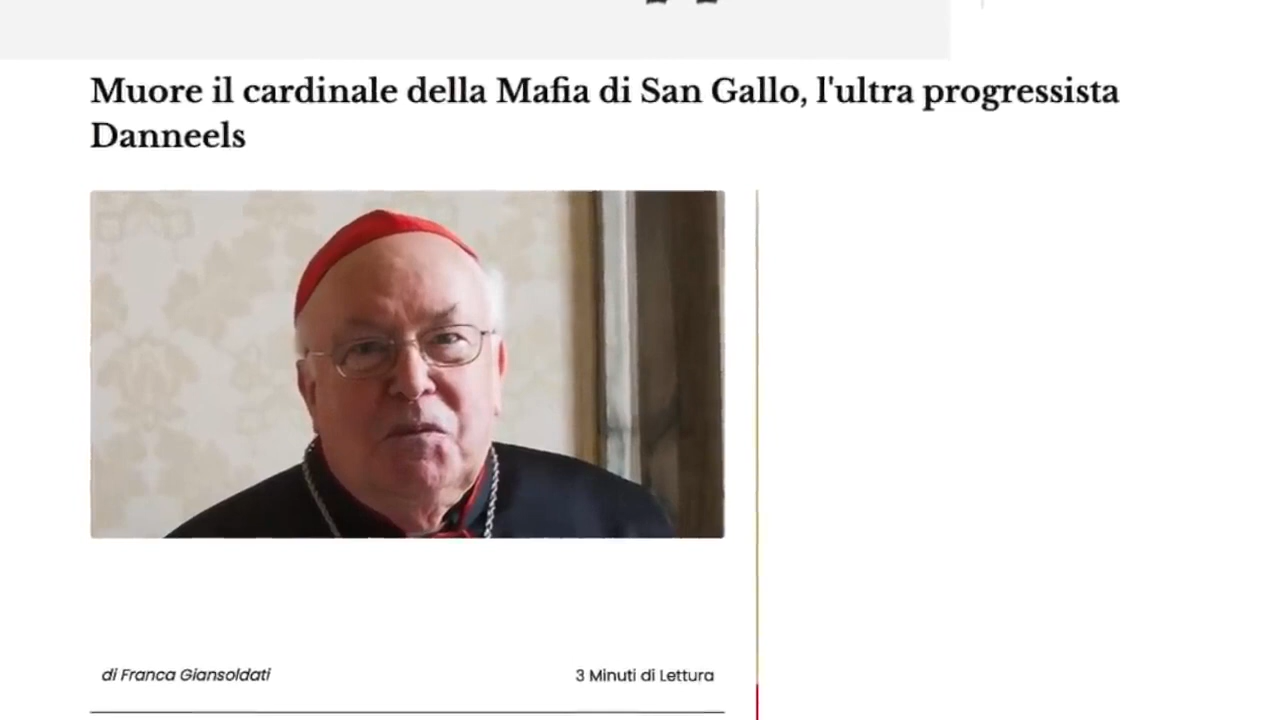 Muore il cardinale della Mafia di San Gallo, l'ultra progressista
Danneels
di Franca Giansoldati
3 Minuti di Lettura